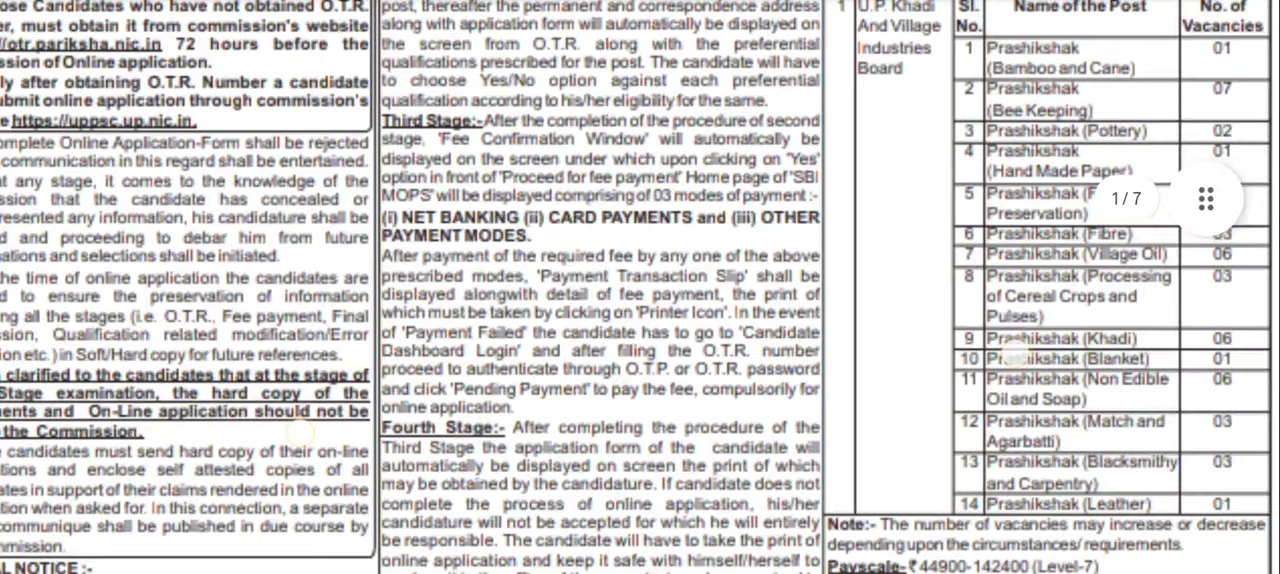 ose Candidates who have not obtained O.T.R.
er, must obtain it from commission's website
//otr.pariksha.nic.in 72 hours before the
ssion of Online application.
ly after obtaining O.T.R. Number a candidate
ubmit online application through commission's
e https://uppsc.up.nic.in.
omplete Online Application-Form shall be rejected
communication in this regard shall be entertained.
at any stage, it comes to the knowledge of the
ssion that the candidate has concealed or
resented any information, his candidature shall be
d and proceeding to debar him from future
ations and selections shall be initiated.
the time of online application the candidates are
d to ensure the preservation of information
ng all the stages (i.e. O.T.R., Fee payment, Final
ssion, Qualification related modification/Error
ion etc.) in Soft/Hard copy for future references.
clarified to the candidates that at the stage of
Stage examination, the hard copy of the
ments and On-Line application should not be
the Commission.
candidates must send hard copy of their on-line
tions and enclose self attested copies of all
ates in support of their claims rendered in the online
tion when asked for. In this connection, a separate
communique shall be published in due course by
mmission.
AL NOTICE :-
post, thereafter the permanent and correspondence address
along with application form will automatically be displayed on
the screen from O.T.R. along with the preferential
qualifications prescribed for the post. The candidate will have
to choose Yes/No option against each preferential
qualification according to his/her eligibility for the same.
Third Stage:-After the completion of the procedure of second
stage, 'Fee Confirmation Window' will automatically be
displayed on the screen under which upon clicking on 'Yes'
option in front of 'Proceed for fee payment' Home page of 'SBI
MOPS' will be displayed comprising of 03 modes of payment :-
(i) NET BANKING (ii) CARD PAYMENTS and (iii) OTHER
PAYMENT MODES.
After payment of the required fee by any one of the above
prescribed modes, 'Payment Transaction Slip' shall be
displayed alongwith detail of fee payment, the print of
which must be taken by clicking on 'Printer Icon'. In the event
of 'Payment Failed' the candidate has to go to 'Candidate
Dashboard Login' and after filling the O.T.R. number
proceed to authenticate through O.T.P. or O.T.R. password
and click 'Pending Payment' to pay the fee, compulsorily for
online application.
Fourth Stage:- After completing the procedure of the
Third Stage the application form of the candidate will
automatically be displayed on screen the print of which
may be obtained by the candidature. If candidate does not
complete the process of online application, his/her
candidature will not be accepted for which he will entirely
be responsible. The candidate will have to take the print of
online application and keep it safe with himself/herself to
1 U.P. Khadi
And Village
Industries
Board
Sl. Name of the Post No. of
No. Vacancies
1 Prashikshak 01
(Bamboo and Cane)
2 Prashikshak 07
(Bee Keeping)
3 Prashikshak (Pottery) 02
4 Prashikshak 01
(Hand Made Paper)
5 Prashikshak (F
Preservation)
1/7
6 Prashikshak (Fibre)
7 Prashikshak (Village Oil) 06
8 Prashikshak (Processing 03
of Cereal Crops and
Pulses)
9 Prashikshak (Khadi) 06
10 Prashikshak (Blanket) 01
11 Prashikshak (Non Edible 06
Oil and Soap)
12 Prashikshak (Match and 03
Agarbatti)
13 Prashikshak (Blacksmithy 03
and Carpentry)
14 Prashikshak (Leather) 01
Note:- The number of vacancies may increase or decrease
depending upon the circumstances/ requirements.
Payscale- ₹ 44900-142400 (Level-7)